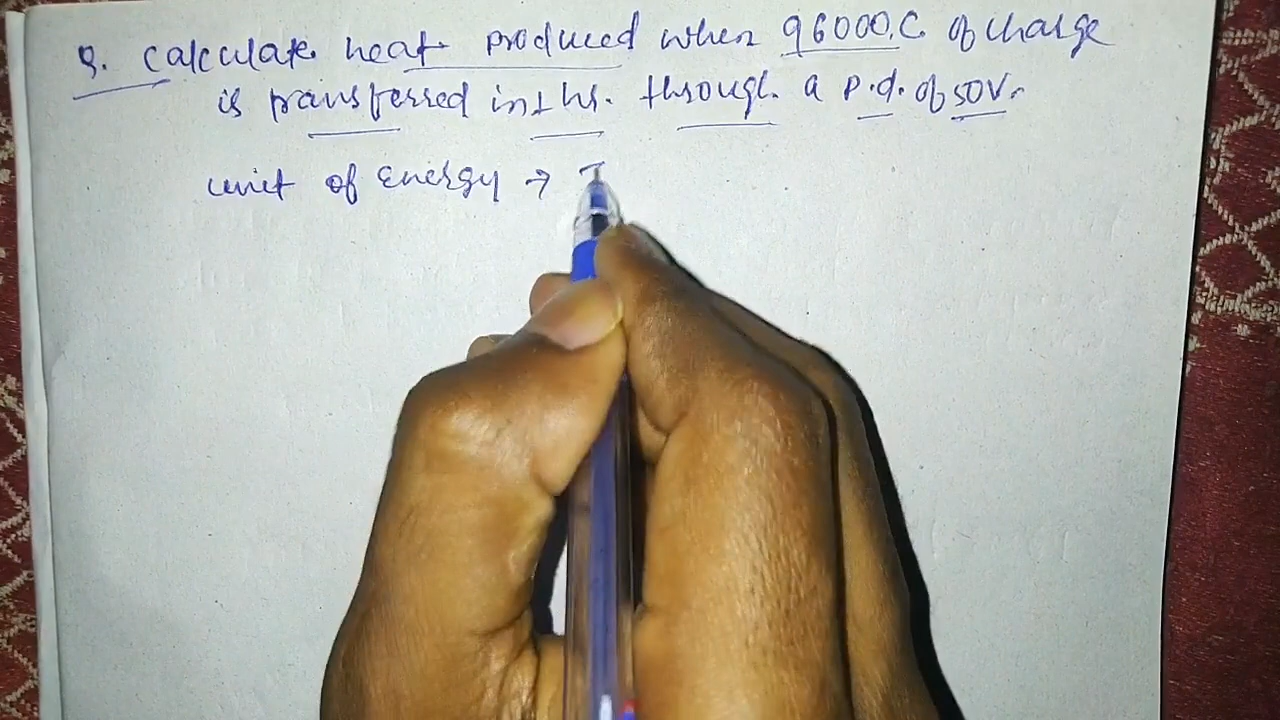 Q. Calculate heat produced when 96000 C of charge
is transferred in 1 hr. through a p.d. of 50V.
unit of energy →